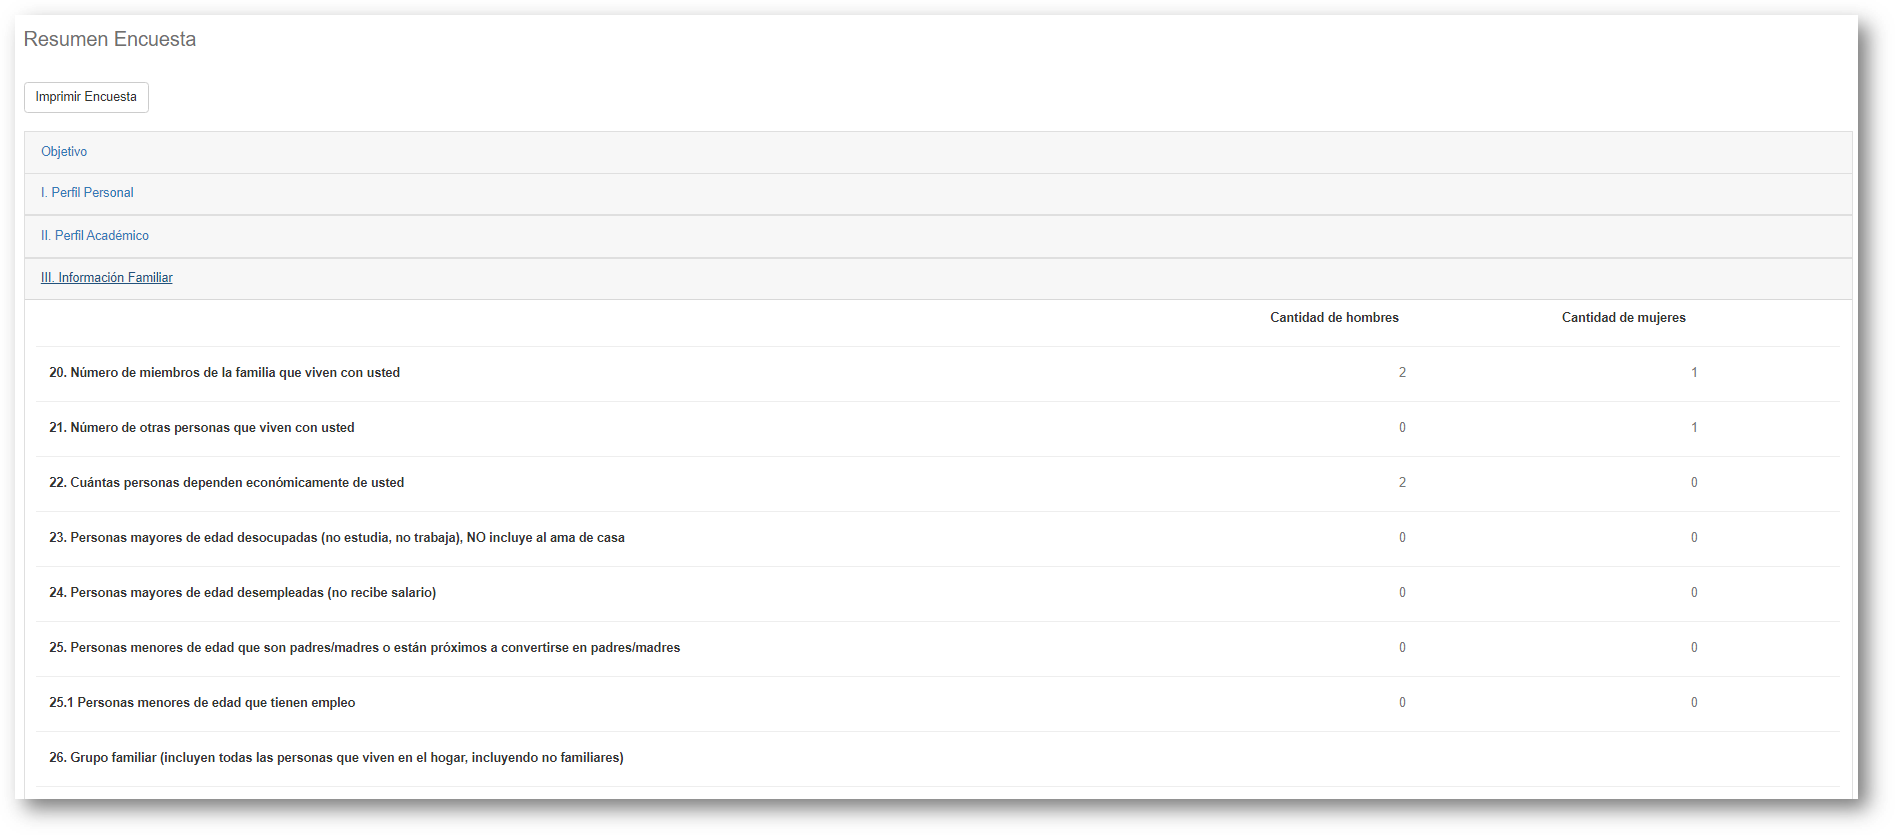 Resumen Encuesta
Imprimir Encuesta
Objetivo
I. Perfil Personal
II. Perfil Académico
III. Información Familiar
Cantidad de hombres Cantidad de mujeres
20. Número de miembros de la familia que viven con usted 2 1
21. Número de otras personas que viven con usted 0 1
22. Cuántas personas dependen económicamente de usted 2 0
23. Personas mayores de edad desocupadas (no estudia, no trabaja), NO incluye al ama de casa 0 0
24. Personas mayores de edad desempleadas (no recibe salario) 0 0
25. Personas menores de edad que son padres/madres o están próximos a convertirse en padres/madres 0 0
25.1 Personas menores de edad que tienen empleo 0 0
26. Grupo familiar (incluyen todas las personas que viven en el hogar, incluyendo no familiares)